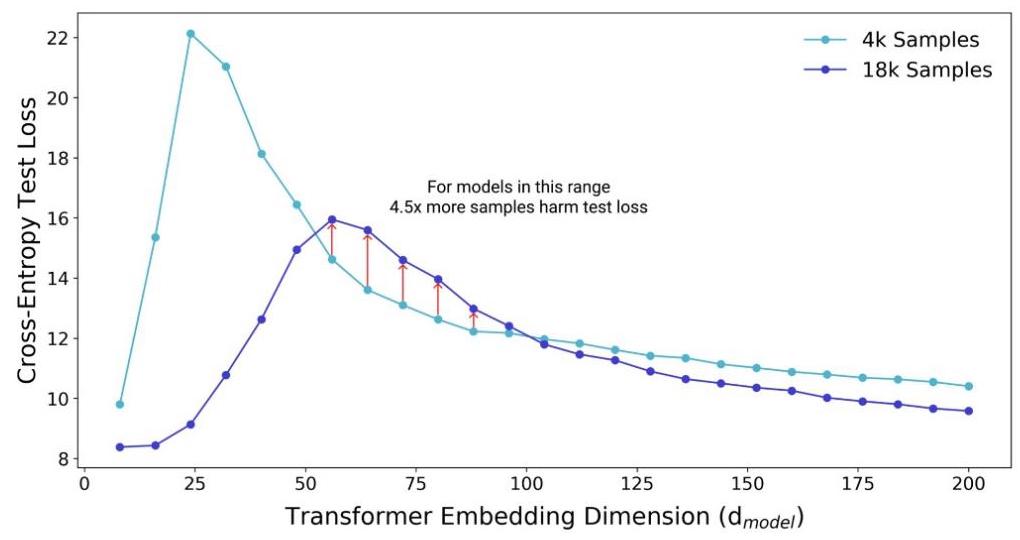 4k Samples
18k Samples
For models in this range
4.5x more samples harm test loss
Cross-Entropy Test Loss
22
20
18
16
14
12
10
8
0 25 50 75 100 125 150 175 200
Transformer Embedding Dimension (d_model)